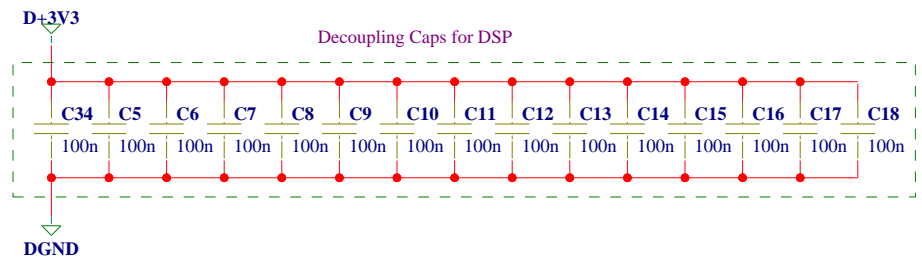 D+3V3
Decoupling Caps for DSP
C34 C5 C6 C7 C8 C9 C10 C11 C12 C13 C14 C15 C16 C17 C18
100n 100n 100n 100n 100n 100n 100n 100n 100n 100n 100n 100n 100n 100n 100n
DGND